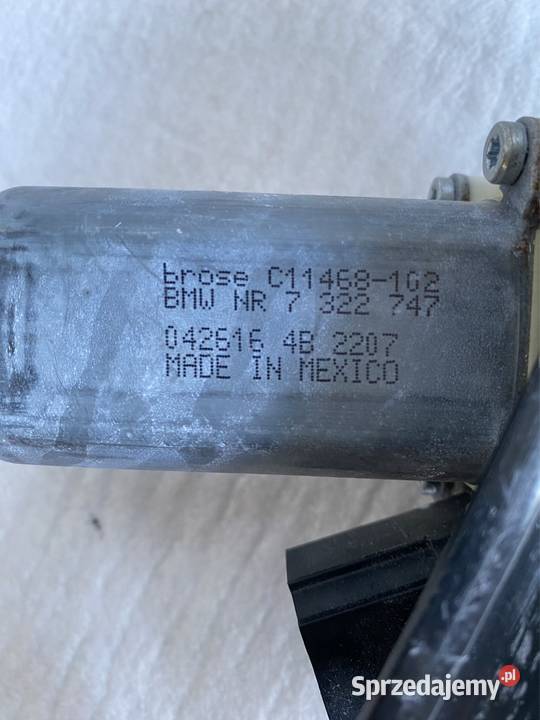 brose C11468-102
BMW NR 7 322 747
042616 4B 2207
MADE IN MEXICO
Sprzedajemy.pl